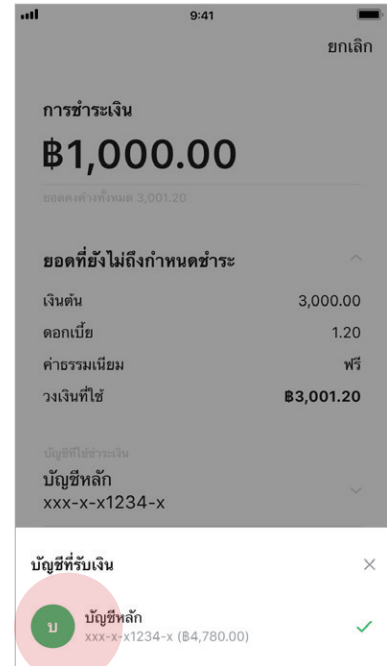 9:41
ยกเลิก
การชำระเงิน
฿1,000.00
ยอดคงค้างทั้งหมด 3,001.20
ยอดที่ยังไม่ถึงกำหนดชำระ
เงินต้น 3,000.00
ดอกเบี้ย 1.20
ค่าธรรมเนียม ฟรี
วงเงินที่ใช้ ฿3,001.20
บัญชีที่ใช้ชำระเงิน
บัญชีหลัก
xxx-x-x1234-x
บัญชีที่รับเงิน
บ บัญชีหลัก
xxx-x-x1234-x (฿4,780.00)